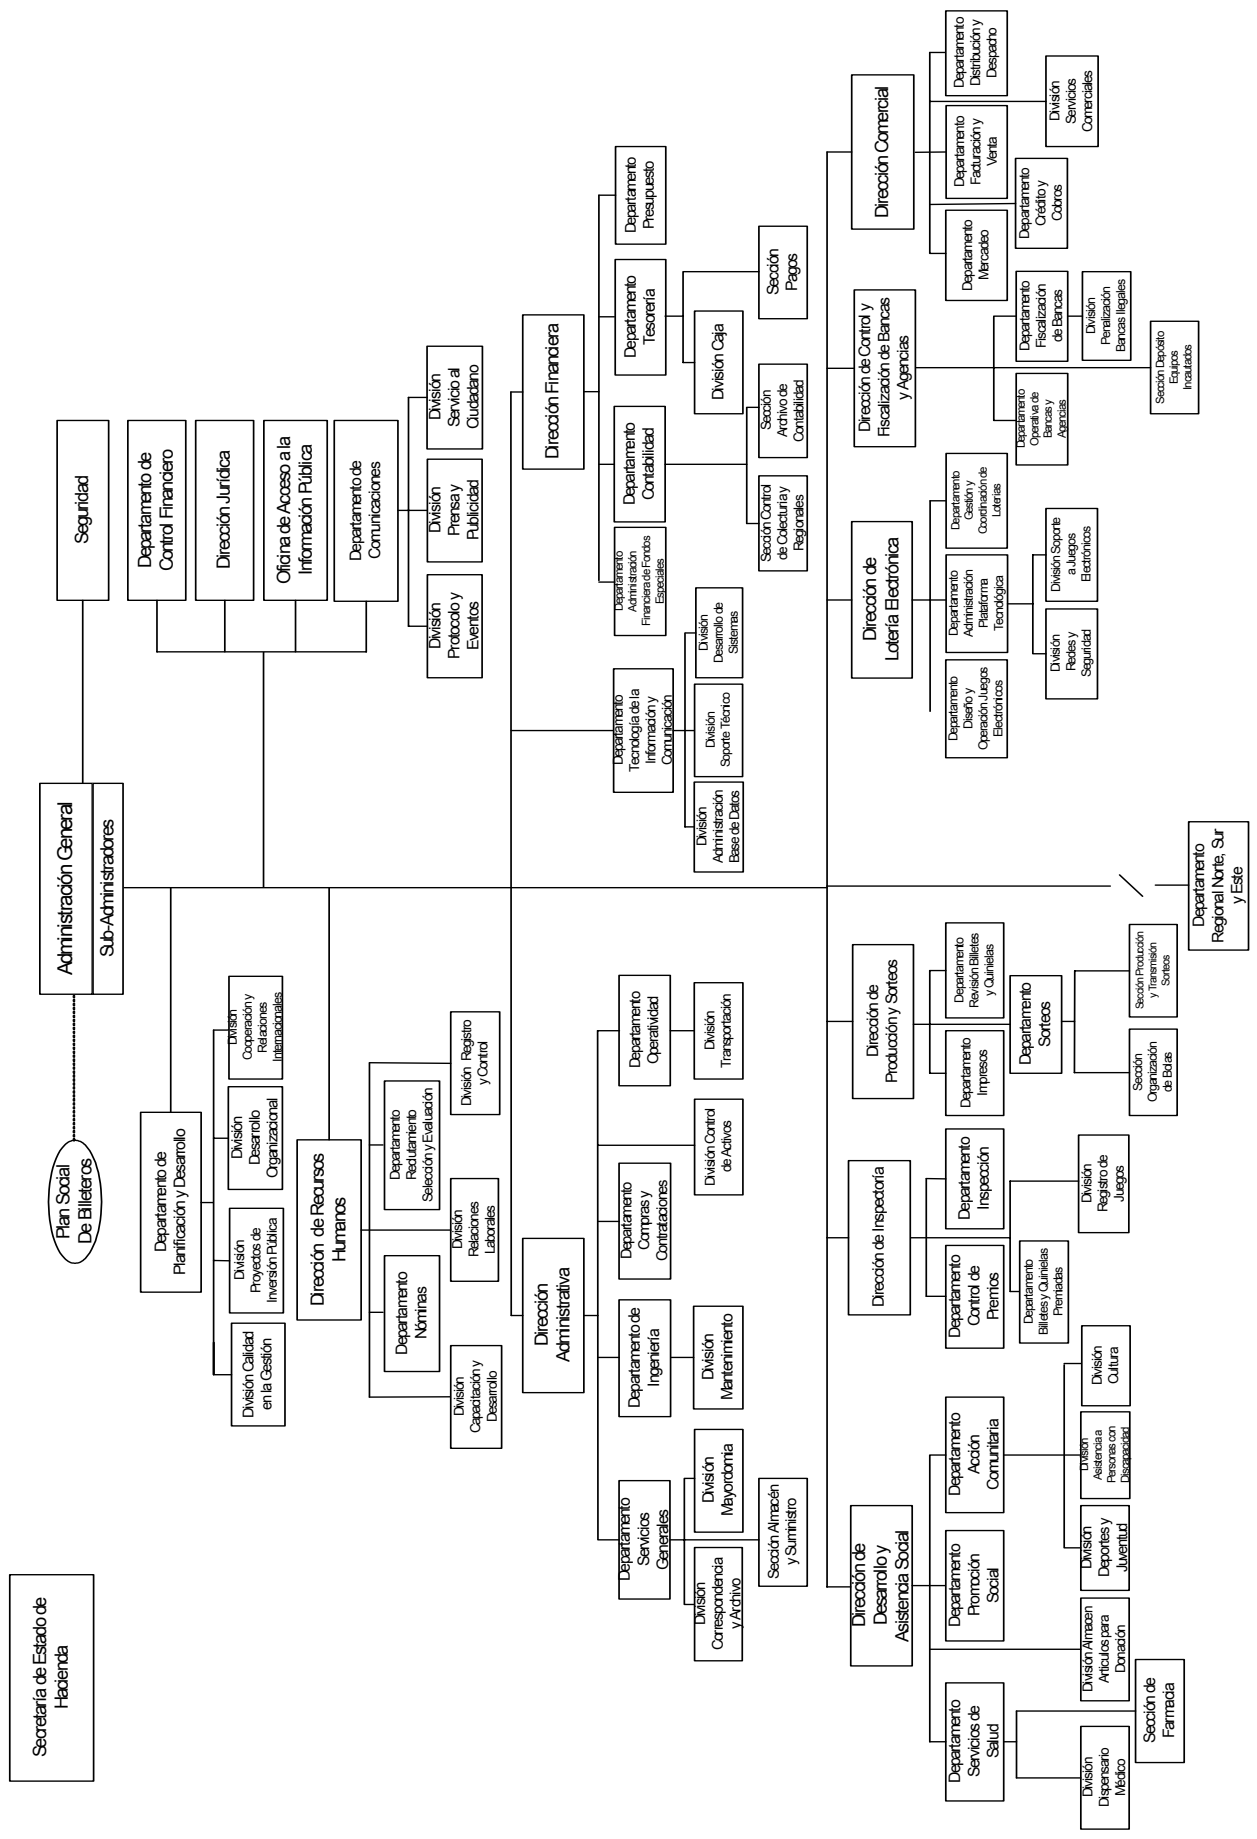 Secretaría de Estado de
Hacienda
Plan Social
De Billeteros
Administración General
Sub-Administradores
Seguridad
Departamento de
Control Financiero
Dirección Jurídica
Oficina de Acceso a la
Información Pública
Departamento de
Comunicaciones
División
Protocolo y
Eventos
División
Prensa y
Publicidad
División
Servicio al
Ciudadano
Departamento de
Planificación y Desarrollo
División Calidad
en la Gestión
División
Proyectos de
Inversión Pública
División
Desarrollo
Organizacional
División
Cooperación y
Relaciones
Internacionales
Dirección de Recursos
Humanos
División
Capacitación y
Desarrollo
Departamento
Nóminas
División
Relaciones
Laborales
Departamento
Reclutamiento
Selección y Evaluación
División Registro
y Control
Dirección
Administrativa
Departamento
Servicios
Generales
División
Correspondencia
y Archivo
División
Mayordomia
Sección Almacén
y Suministro
Departamento de
Ingeniería
División
Mantenimiento
Departamento
Compras y
Contrataciones
División Control
de Activos
Departamento
Operatividad
División
Transportación
Departamento
Tecnología de la
Información y
Comunicación
División
Administración
Base de Datos
División
Soporte Técnico
División
Desarrollo de
Sistemas
Dirección Financiera
Departamento
Administración
Financiera de Fondos
Especiales
Departamento
Contabilidad
Sección Control
de Colecturia y
Regionales
Sección
Archivo de
Contabilidad
Departamento
Tesorería
División Caja
Sección
Pagos
Departamento
Presupuesto
Dirección de
Desarrollo y
Asistencia Social
Departamento
Servicios de
Salud
División
Dispensario
Médico
Sección de
Farmacia
División Almacen
Articulos para
Donación
Departamento
Promoción
Social
Departamento
Acción
Comunitaria
División
Deportes y
Juventud
División
Asistencia a
Personas con
Discapacidad
División
Cultura
Dirección de Inspectoría
Departamento
Control de
Premios
Departamento
Inspección
Departamento
Billetes y Quinielas
Premiadas
División
Registro de
Juegos
Dirección de
Producción y Sorteos
Departamento
Impresos
Departamento
Revisión Billetes
y Quinielas
Departamento
Sorteos
Sección
Organización
de Bolas
Sección Producción
y Transmisión
Sorteos
Departamento
Regional Norte, Sur
y Este
Dirección de
Lotería Electrónica
Departamento
Diseño y
Operación Juegos
Electrónicos
Departamento
Administración
Plataforma
Tecnológica
División
Redes y
Seguridad
División Soporte
a Juegos
Electrónicos
Departamento
Gestión y
Coordinación de
Loterias
Dirección de Control y
Fiscalización de Bancas
y Agencias
Departamento
Operativa de
Bancas y
Agencias
Departamento
Fiscalización
de Bancas
División
Penalización
Bancas Ilegales
Sección Depósito
Equipos
Incautados
Dirección Comercial
Departamento
Mercadeo
Departamento
Crédito y
Cobros
Departamento
Facturación y
Venta
División
Servicios
Comerciales
Departamento
Distribución y
Despacho